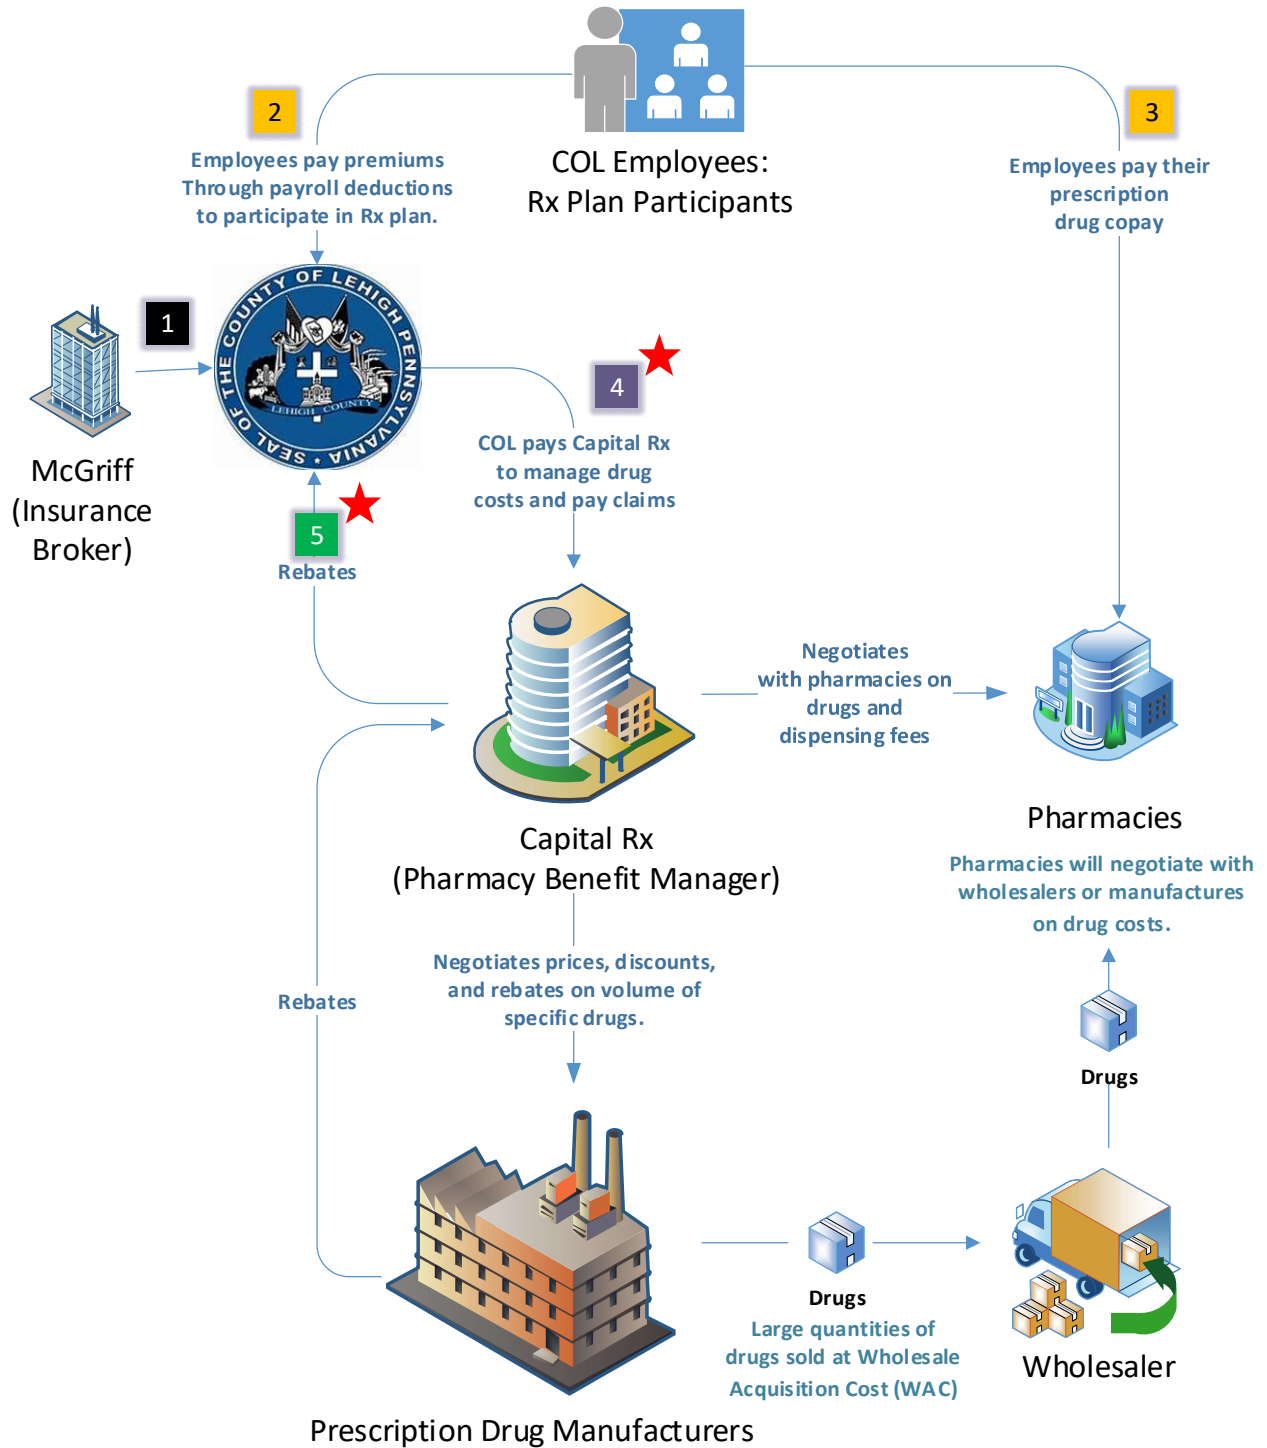 COL Employees:
Rx Plan Participants
2
Employees pay premiums
Through payroll deductions
to participate in Rx plan.
3
Employees pay their
prescription
drug copay
1
McGriff
(Insurance
Broker)
SEAL OF THE COUNTY OF LEHIGH PENNSYLVANIA
LEHIGH COUNTY
4
COL pays Capital Rx
to manage drug
costs and pay claims
5
Rebates
Negotiates
with pharmacies on
drugs and
dispensing fees
Capital Rx
(Pharmacy Benefit Manager)
Pharmacies
Pharmacies will negotiate with
wholesalers or manufactures
on drug costs.
Negotiates prices, discounts,
and rebates on volume of
specific drugs.
Rebates
Drugs
Drugs
Large quantities of
drugs sold at Wholesale
Acquisition Cost (WAC)
Wholesaler
Prescription Drug Manufacturers